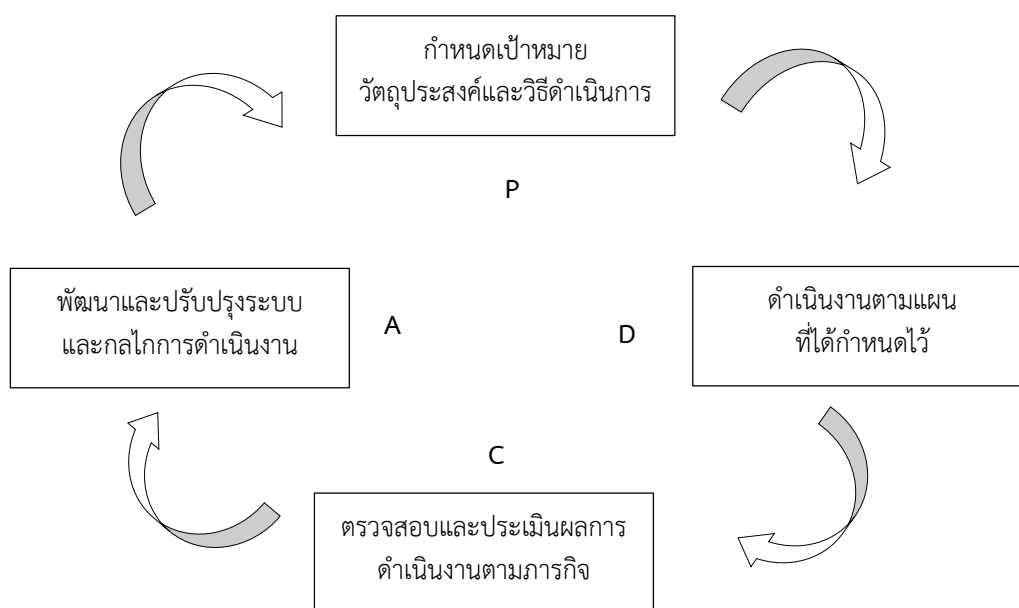 กำหนดเป้าหมาย
วัตถุประสงค์และวิธีดำเนินการ
P
พัฒนาและปรับปรุงระบบ
และกลไกการดำเนินงาน
A
D
ดำเนินงานตามแผน
ที่ได้กำหนดไว้
C
ตรวจสอบและประเมินผลการ
ดำเนินงานตามภารกิจ